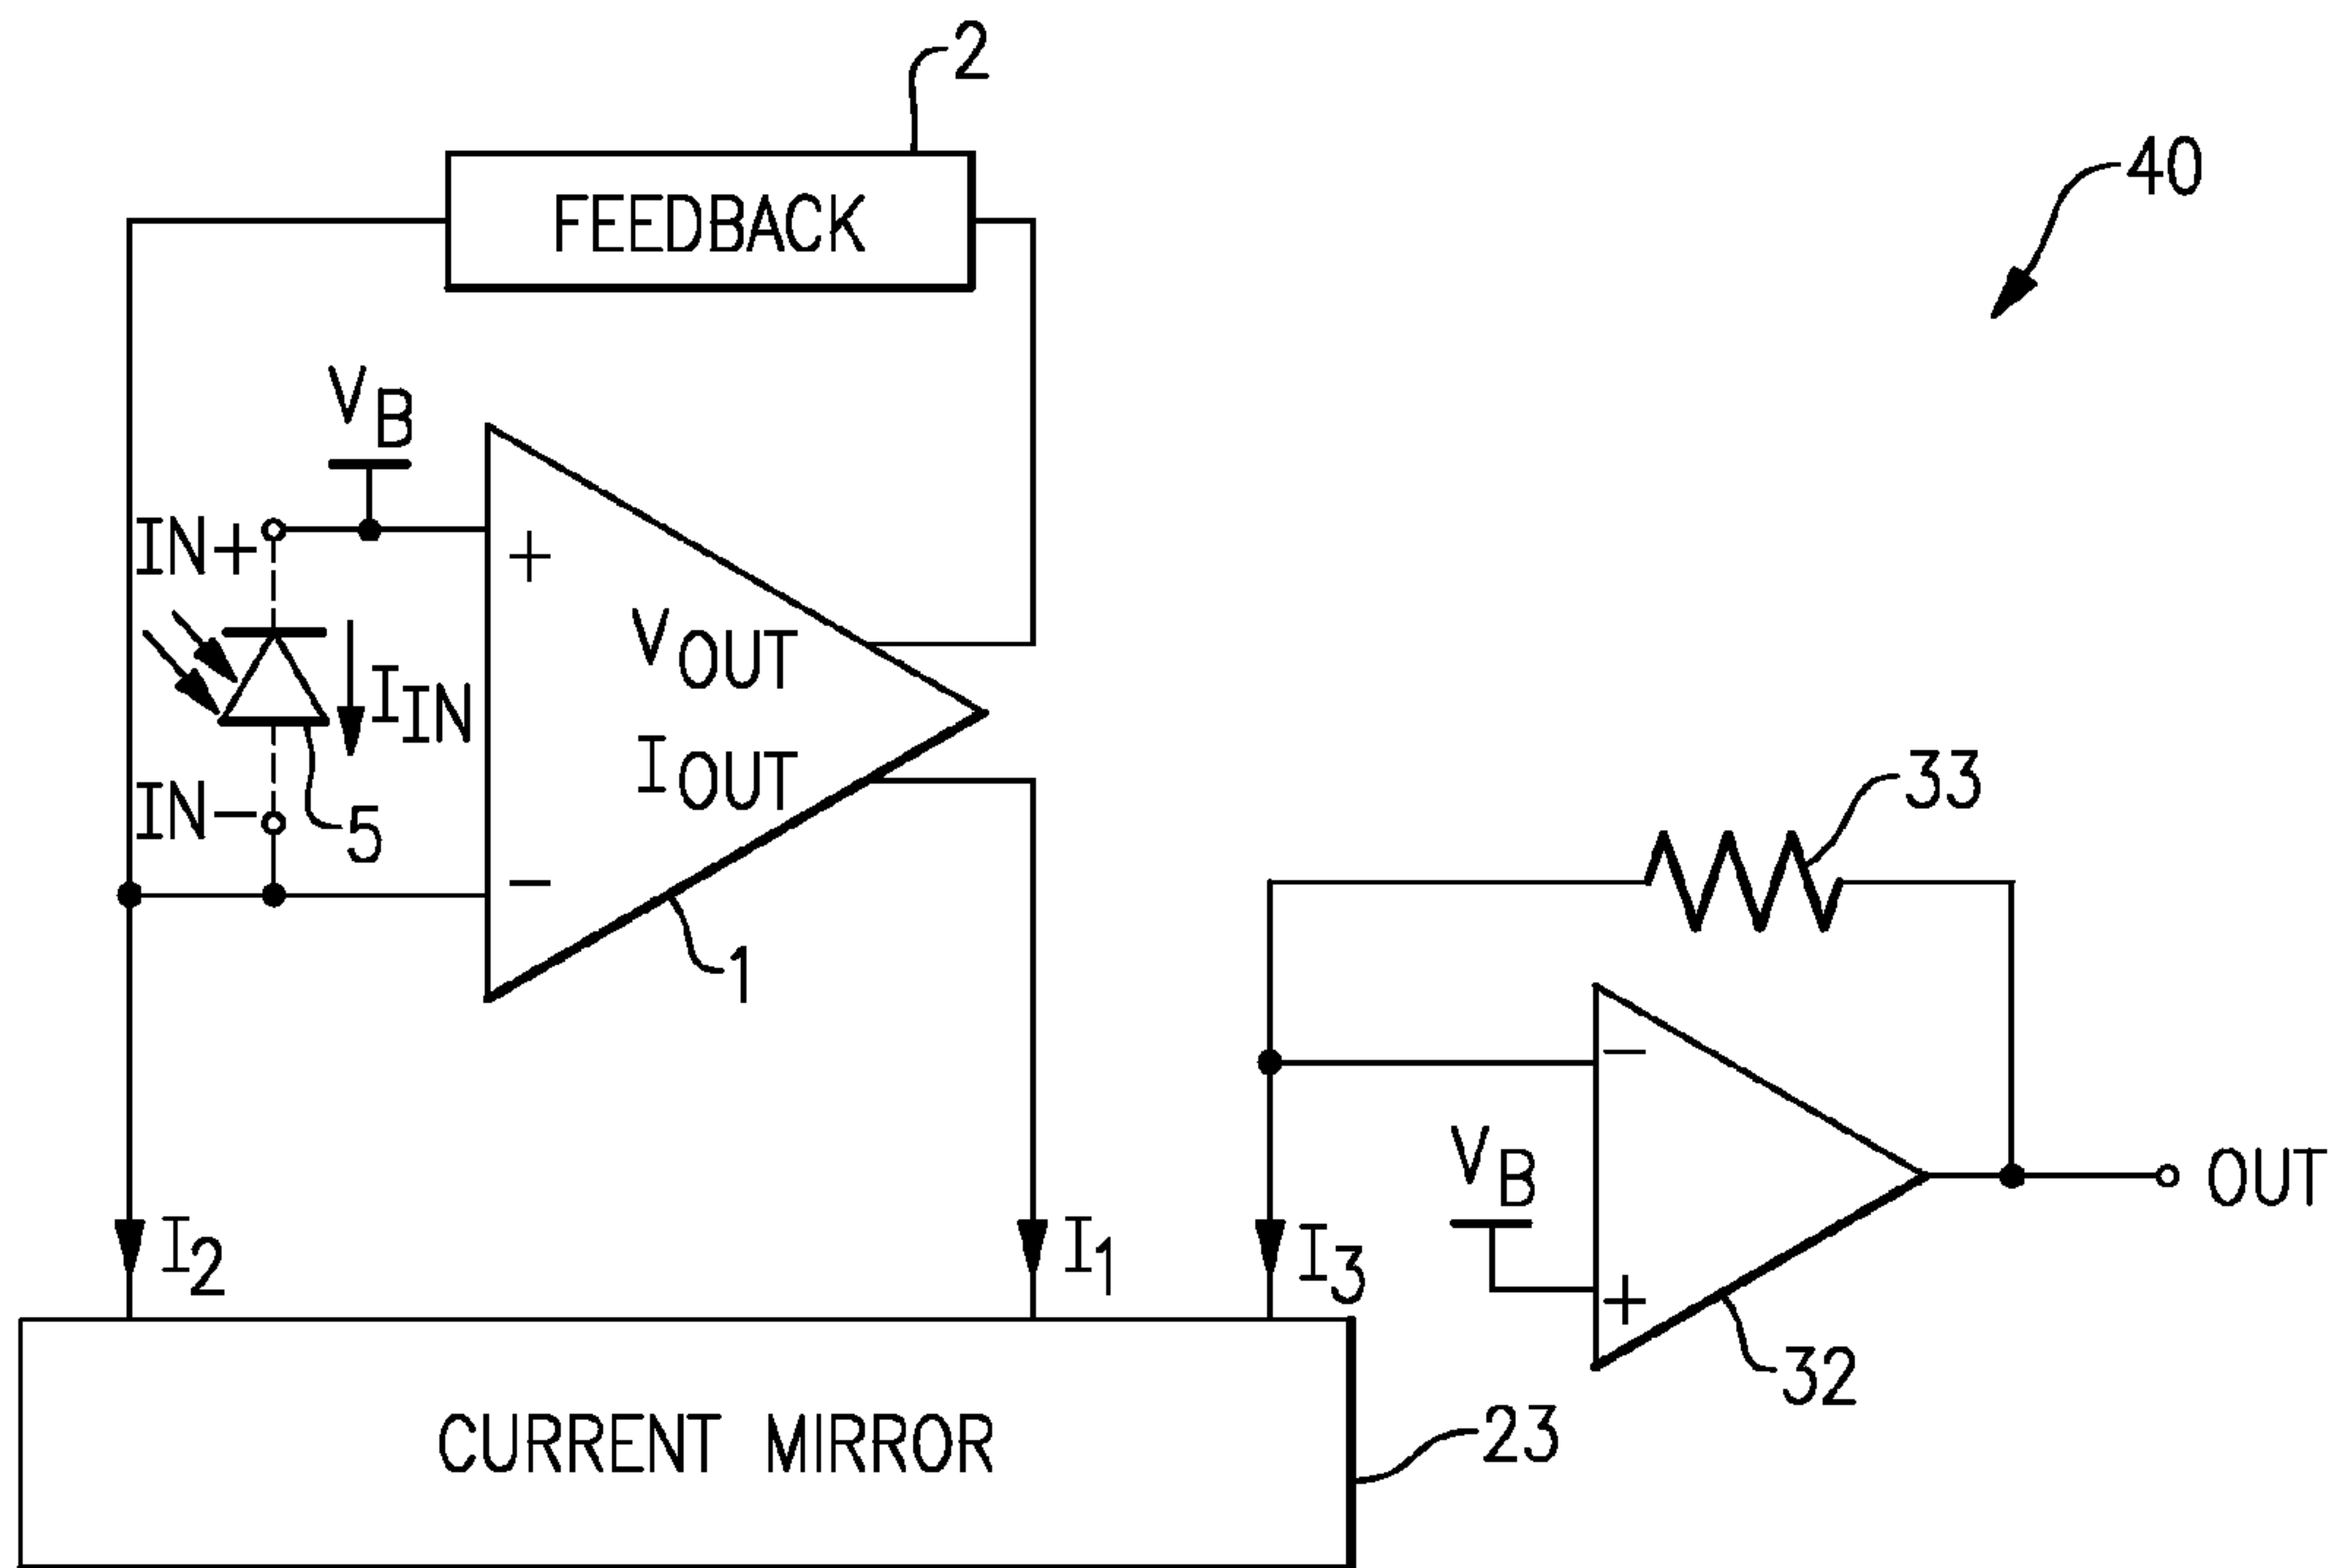 2
FEEDBACK
40
VB
IN+
+
VOUT
IIN
IOUT
IN-
5
33
-
1
-
VB
OUT
I2
I1
I3
+
32
23
CURRENT MIRROR